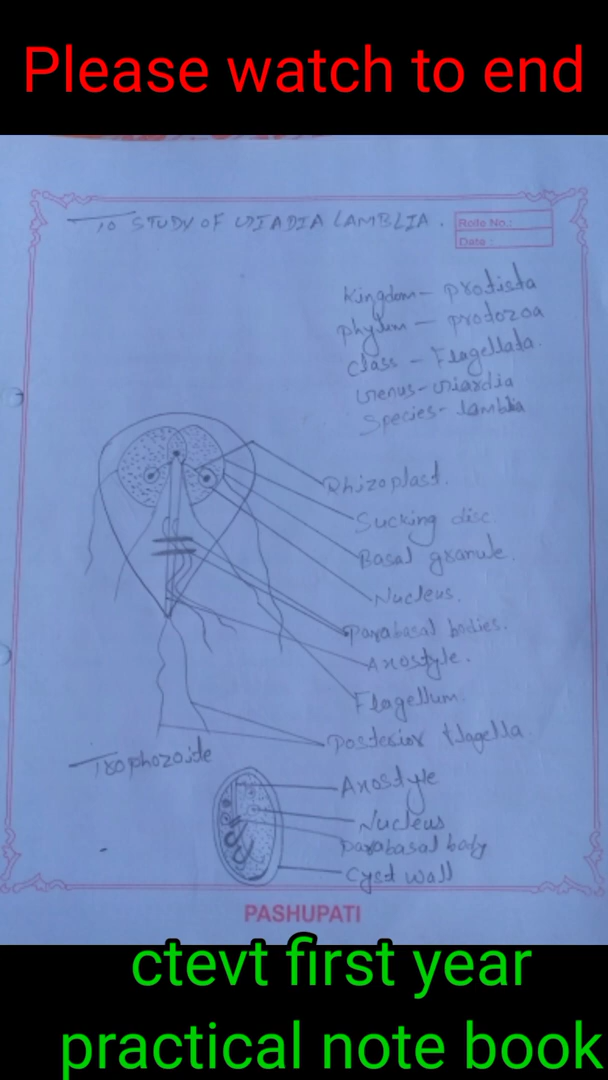 Please watch to end
TO STUDY OF GIADIA LAMBLIA.
Rolle No.:
Date :
Kingdom – protista
phylum – protozoa
class – Flagellata.
Genus – Giardia
Species – lamblia
Rhizoplast.
Sucking disc.
Basal granule.
Nucleus.
Parabasal bodies.
Axostyle.
Flagellum.
Posterior flagella.
Trophozoite
Axostyle
Nucleus
parabasal body
Cyst wall
PASHUPATI
ctevt first year
practical note book